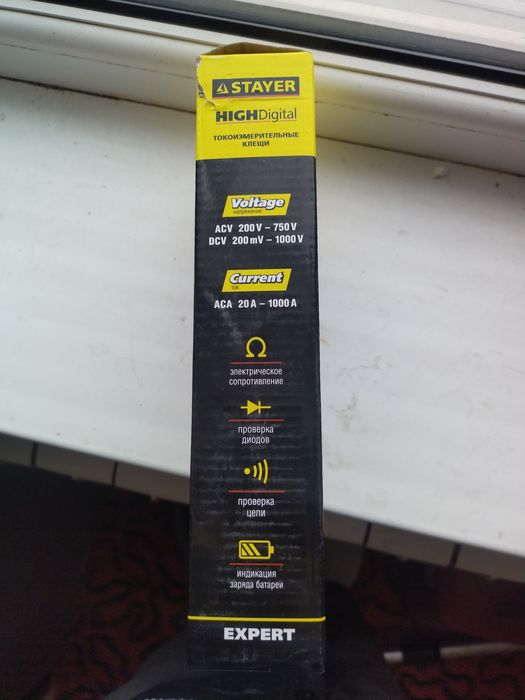 STAYER
HIGHDigital
ТОКОИЗМЕРИТЕЛЬНЫЕ
КЛЕЩИ
Voltage
напряжение
ACV 200 V – 750 V
DCV 200 mV – 1000 V
Current
ток
ACA 20 A – 1000 A
электрическое
сопротивление
проверка
диодов
проверка
цепи
индикация
заряда батареи
EXPERT